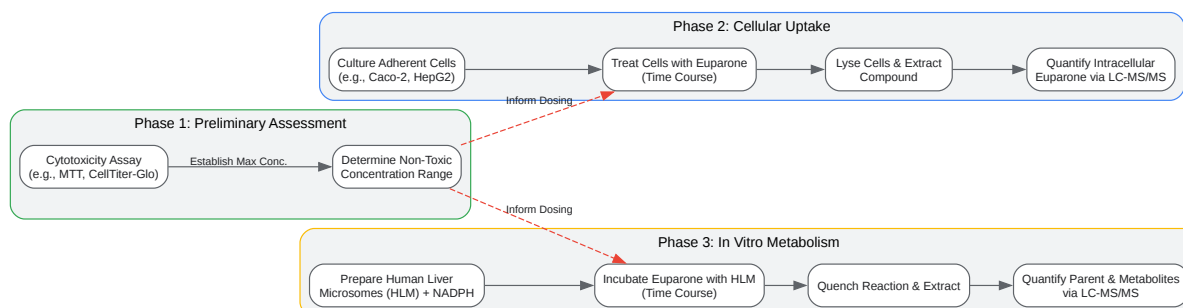 Phase 2: Cellular Uptake
Culture Adherent Cells
(e.g., Caco-2, HepG2)
Treat Cells with Euparone
(Time Course)
Lyse Cells & Extract
Compound
Quantify Intracellular
Euparone via LC-MS/MS
Inform Dosing
Phase 1: Preliminary Assessment
Cytotoxicity Assay
(e.g., MTT, CellTiter-Glo)
Establish Max Conc.
Determine Non-Toxic
Concentration Range
Inform Dosing
Phase 3: In Vitro Metabolism
Prepare Human Liver
Microsomes (HLM) + NADPH
Incubate Euparone with HLM
(Time Course)
Quench Reaction & Extract
Quantify Parent & Metabolites
via LC-MS/MS